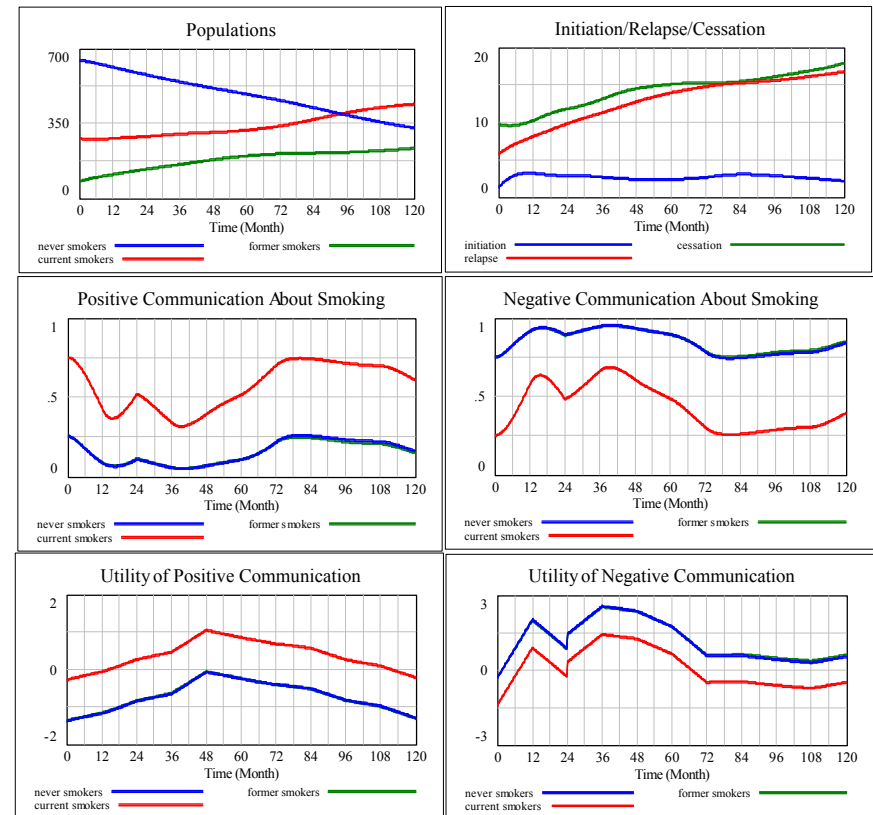 Populations
700
350
0
0 12 24 36 48 60 72 84 96 108 120
Time (Month)
never smokers former smokers
current smokers
Initiation/Relapse/Cessation
20
10
0
0 12 24 36 48 60 72 84 96 108 120
Time (Month)
initiation cessation
relapse
Positive Communication About Smoking
1
.5
0
0 12 24 36 48 60 72 84 96 108 120
Time (Month)
never smokers former smokers
current smokers
Negative Communication About Smoking
1
.5
0
0 12 24 36 48 60 72 84 96 108 120
Time (Month)
never smokers former smokers
current smokers
Utility of Positive Communication
2
0
-2
0 12 24 36 48 60 72 84 96 108 120
Time (Month)
never smokers former smokers
current smokers
Utility of Negative Communication
3
0
-3
0 12 24 36 48 60 72 84 96 108 120
Time (Month)
never smokers former smokers
current smokers